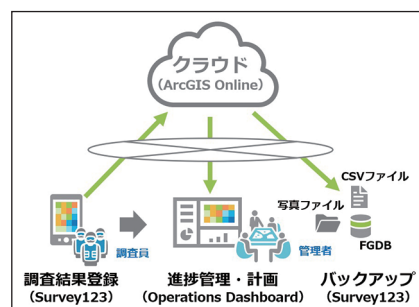 クラウド
（ArcGIS Online）
CSVファイル
写真ファイル
FGDB
調査員
管理者
調査結果登録
（Survey123）
進捗管理・計画
（Operations Dashboard）
バックアップ
（Survey123）